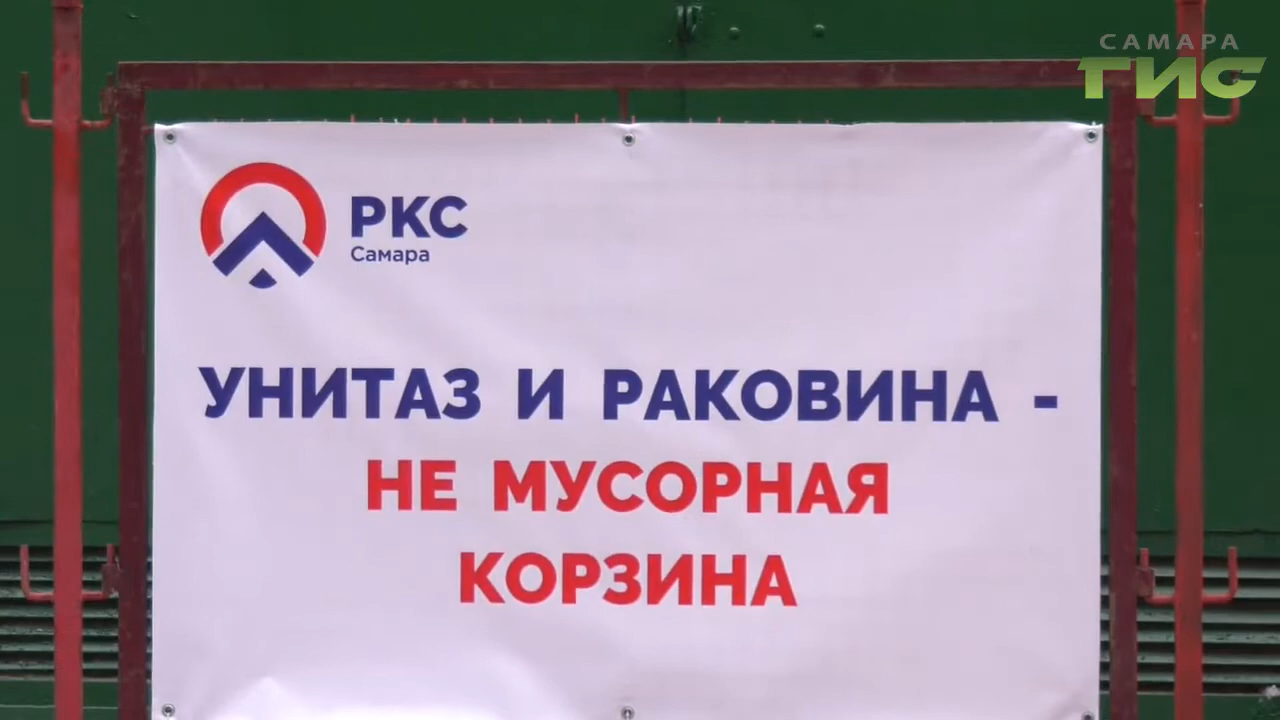 САМАРА
ГИС
РКС
Самара
УНИТАЗ И РАКОВИНА -
НЕ МУСОРНАЯ
КОРЗИНА